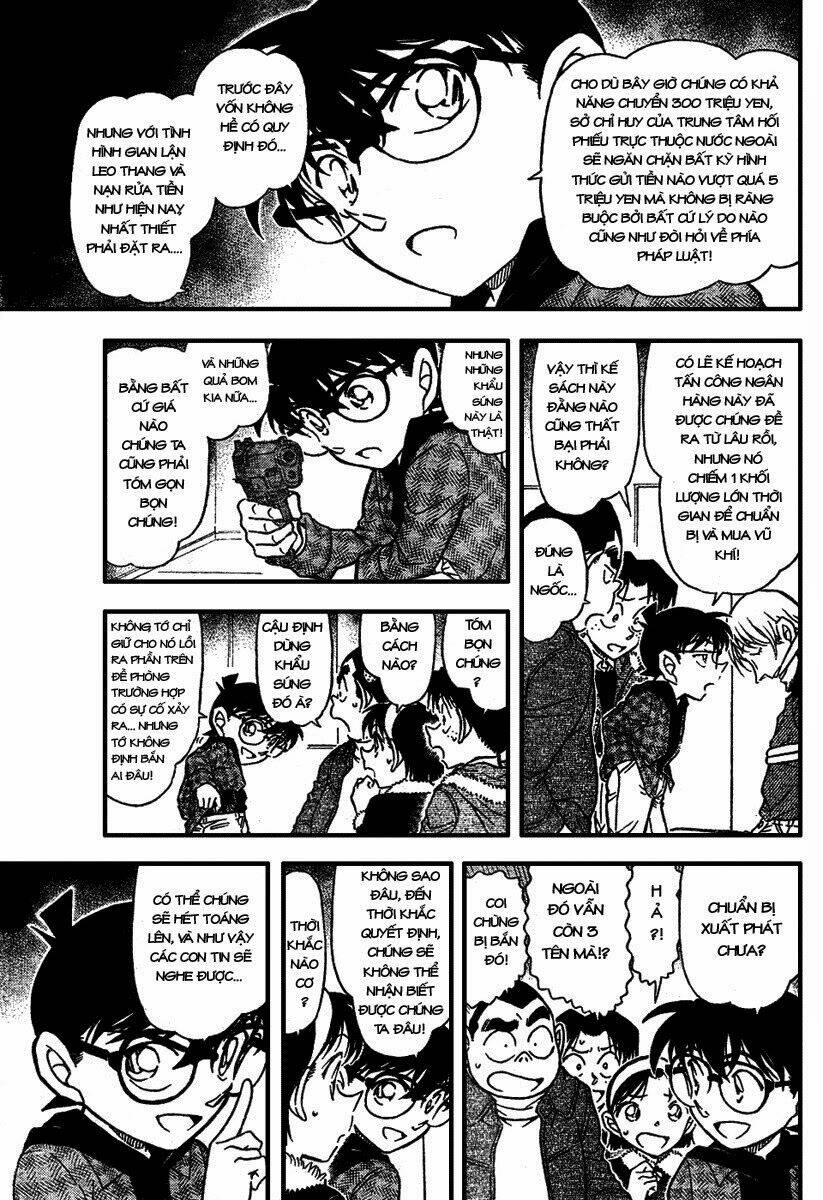 CHO DÙ BÂY GIỜ CHÚNG CÓ KHẢ
NĂNG CHUYỂN 300 TRIỆU YEN,
SỞ CHỈ HUY CỦA TRUNG TÂM HỐI
PHIẾU TRỰC THUỘC NƯỚC NGOÀI
SẼ NGĂN CHẶN BẤT KỲ HÌNH
THỨC GỬI TIỀN NÀO VƯỢT QUÁ 5
TRIỆU YEN MÀ KHÔNG BỊ RÀNG
BUỘC BỞI BẤT CỨ LÝ DO NÀO
CŨNG NHƯ ĐÒI HỎI VỀ PHÍA
PHÁP LUẬT!
TRƯỚC ĐÂY
VỐN KHÔNG
HỀ CÓ QUY
ĐỊNH ĐÓ...
NHƯNG VỚI TÌNH
HÌNH GIAN LẬN
LEO THANG VÀ
NẠN RỬA TIỀN
NHƯ HIỆN NAY,
NHẤT THIẾT
PHẢI ĐẶT RA....
CÓ LẼ KẾ HOẠCH
TẤN CÔNG NGÂN
HÀNG NÀY ĐÃ
ĐƯỢC CHÚNG ĐỀ
RA TỪ LÂU RỒI,
NHƯNG NÓ
CHIẾM 1 KHỐI
LƯỢNG LỚN THỜI
GIAN ĐỂ CHUẨN
BỊ VÀ MUA VŨ
KHÍ!
VẬY THÌ KẾ
SÁCH NÀY
ĐẰNG NÀO
CŨNG THẤT
BẠI PHẢI
KHÔNG?
ĐÚNG
LÀ
NGỐC...
NHƯNG
NHỮNG
KHẨU
SÚNG
NÀY LÀ
THẬT!
VÀ NHỮNG
QUẢ BOM
KIA NỮA...
BẰNG BẤT
CỨ GIÁ
NÀO
CHÚNG TA
CŨNG PHẢI
TÓM GỌN
BỌN
CHÚNG!
TÓM
BỌN
CHÚNG
?
BẰNG
CÁCH
NÀO?
CẬU ĐỊNH
DÙNG
KHẨU
SÚNG
ĐÓ À?
KHÔNG, TỚ CHỈ
GIỮ CHO NÓ LỒI
RA PHẦN TRÊN
ĐỀ PHÒNG
TRƯỜNG HỢP
CÓ SỰ CỐ XẢY
RA... NHƯNG
TỚ KHÔNG
ĐỊNH BẮN
AI ĐÂU!
CHUẨN BỊ
XUẤT PHÁT
CHƯA?
H
Ả
?!
NGOÀI
ĐÓ VẪN
CÒN 3
TÊN MÀ!?
COI
CHỪNG
BỊ BẮN
ĐÓ!
KHÔNG SAO
ĐÂU, ĐẾN
THỜI KHẮC
QUYẾT ĐỊNH,
CHÚNG SẼ
KHÔNG THỂ
NHẬN BIẾT
ĐƯỢC CHÚNG
TA ĐÂU!
THỜI
KHẮC
NÀO
CƠ
?
CÓ THỂ CHÚNG
SẼ HÉT TOÁNG
LÊN, VÀ NHƯ VẬY
CÁC CON TIN SẼ
NGHE ĐƯỢC...